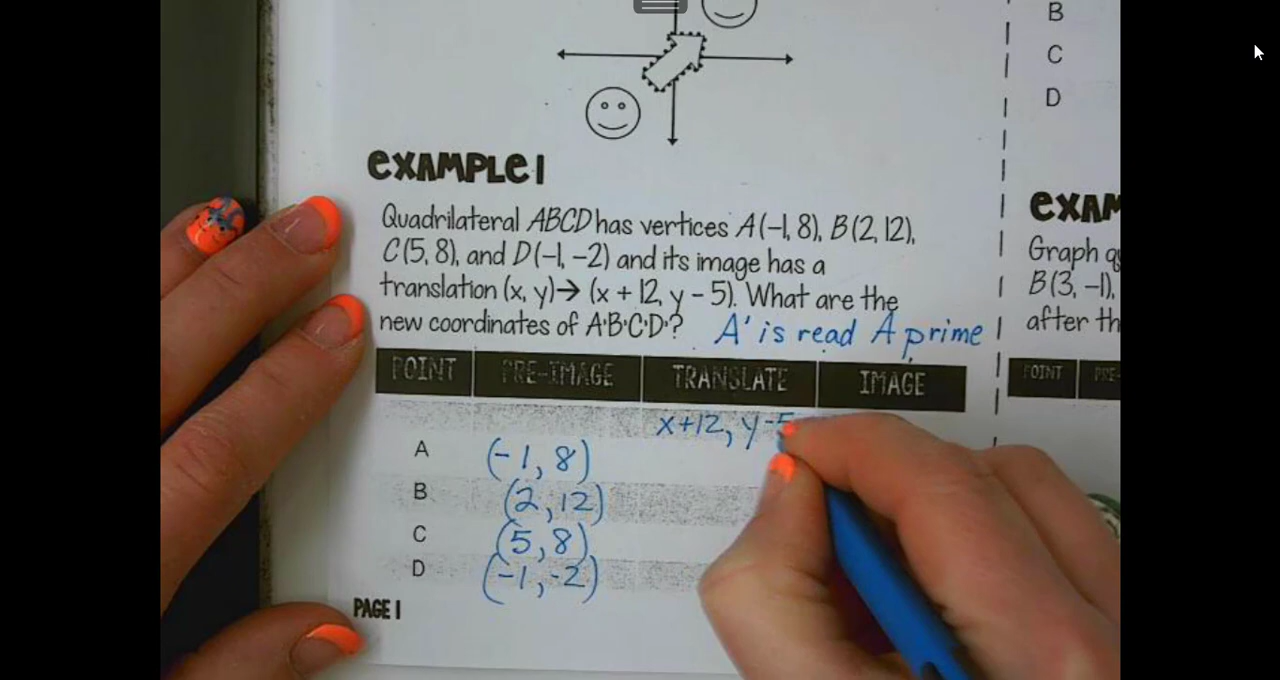 B
C
D
EXAMPLE 1
Quadrilateral ABCD has vertices A(-1, 8), B(2, 12),
C(5, 8), and D(-1, -2) and its image has a
translation (x, y)→ (x + 12, y - 5). What are the
new coordinates of A'B'C'D'?
A' is read A prime
POINT PRE-IMAGE TRANSLATE IMAGE
x+12, y-5
A (-1, 8)
B (2, 12)
C (5, 8)
D (-1, -2)
PAGE 1
EXAM
Graph
B(3, -1),
after th
POINT PRE-